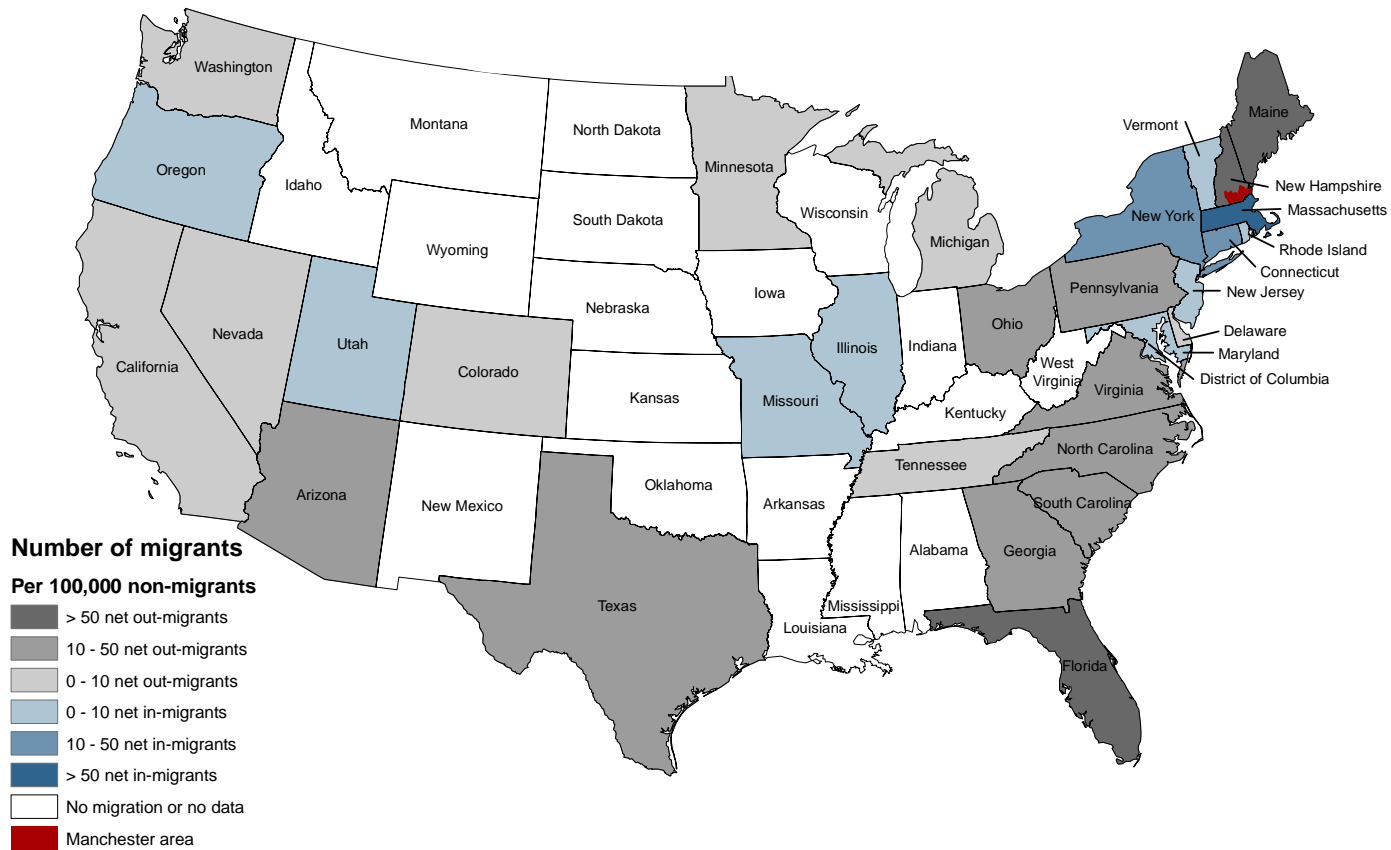 Washington
Oregon
Idaho
Montana
North Dakota
Minnesota
South Dakota
Wyoming
Wisconsin
Michigan
Vermont
Maine
New York
New Hampshire
Massachusetts
Rhode Island
Connecticut
New Jersey
Pennsylvania
Delaware
Maryland
District of Columbia
Nevada
Utah
Colorado
California
Nebraska
Iowa
Illinois
Indiana
Ohio
West
Virginia
Virginia
Kansas
Missouri
Kentucky
North Carolina
Tennessee
South Carolina
Arizona
New Mexico
Oklahoma
Arkansas
Texas
Louisiana
Mississippi
Alabama
Georgia
Florida
Number of migrants
Per 100,000 non-migrants
> 50 net out-migrants
10 - 50 net out-migrants
0 - 10 net out-migrants
0 - 10 net in-migrants
10 - 50 net in-migrants
> 50 net in-migrants
No migration or no data
Manchester area